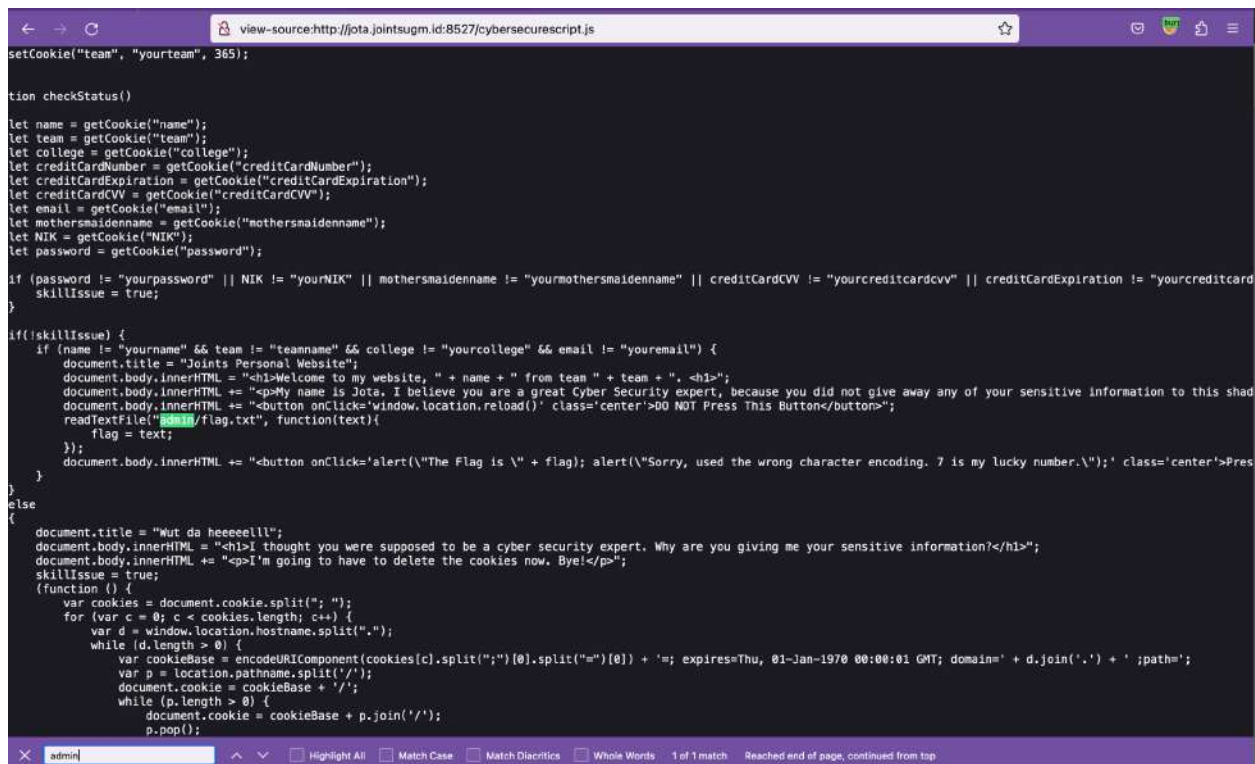 view-source:http://jota.jointsugm.id:8527/cybersecurescript.js
setCookie("team", "yourteam", 365);
tion checkStatus()
let name = getCookie("name");
let team = getCookie("team");
let college = getCookie("college");
let creditCardNumber = getCookie("creditCardNumber");
let creditCardExpiration = getCookie("creditCardExpiration");
let creditCardCVV = getCookie("creditCardCVV");
let email = getCookie("email");
let mothersmaidenname = getCookie("mothersmaidenname");
let NIK = getCookie("NIK");
let password = getCookie("password");
if (password != "yourpassword" || NIK != "yourNIK" || mothersmaidenname != "yourmothersmaidenname" || creditCardCVV != "yourcreditcardcvv" || creditCardExpiration != "yourcreditcard
skillIssue = true;
}
if(!skillIssue) {
if (name != "yourname" && team != "teamname" && college != "yourcollege" && email != "youremail") {
document.title = "Joints Personal Website";
document.body.innerHTML = "<h1>Welcome to my website, " + name + " from team " + team + ". <h1>";
document.body.innerHTML += "<p>My name is Jota. I believe you are a great Cyber Security expert, because you did not give away any of your sensitive information to this shad
document.body.innerHTML += "<button onClick='window.location.reload()' class='center'>DO NOT Press This Button</button>";
readTextFile("admin/flag.txt", function(text){
flag = text;
});
document.body.innerHTML += "<button onClick='alert(\"The Flag is \" + flag); alert(\"Sorry, used the wrong character encoding. 7 is my lucky number.\");' class='center'>Pres
}
}
else
{
document.title = "Wut da heeeeelll";
document.body.innerHTML = "<h1>I thought you were supposed to be a cyber security expert. Why are you giving me your sensitive information?</h1>";
document.body.innerHTML += "<p>I'm going to have to delete the cookies now. Bye!</p>";
skillIssue = true;
(function () {
var cookies = document.cookie.split("; ");
for (var c = 0; c < cookies.length; c++) {
var d = window.location.hostname.split(".");
while (d.length > 0) {
var cookieBase = encodeURIComponent(cookies[c].split(";")[0].split("=")[0]) + '=; expires=Thu, 01-Jan-1970 00:00:01 GMT; domain=' + d.join('.') + ' ;path=';
var p = location.pathname.split('/');
document.cookie = cookieBase + '/';
while (p.length > 0) {
document.cookie = cookieBase + p.join('/');
p.pop();
admin Highlight All Match Case Match Diacritics Whole Words 1 of 1 match Reached end of page, continued from top